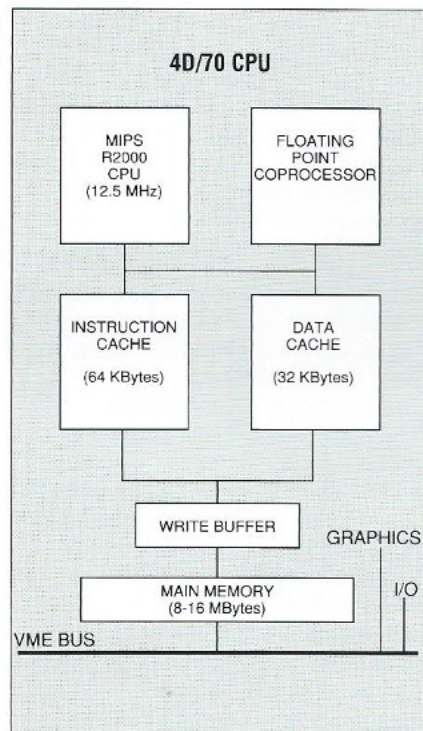 4D/70 CPU
MIPS
R2000
CPU
(12.5 MHz)
FLOATING
POINT
COPROCESSOR
INSTRUCTION
CACHE
(64 KBytes)
DATA
CACHE
(32 KBytes)
WRITE BUFFER
GRAPHICS
MAIN MEMORY
(8-16 MBytes)
I/O
VME BUS